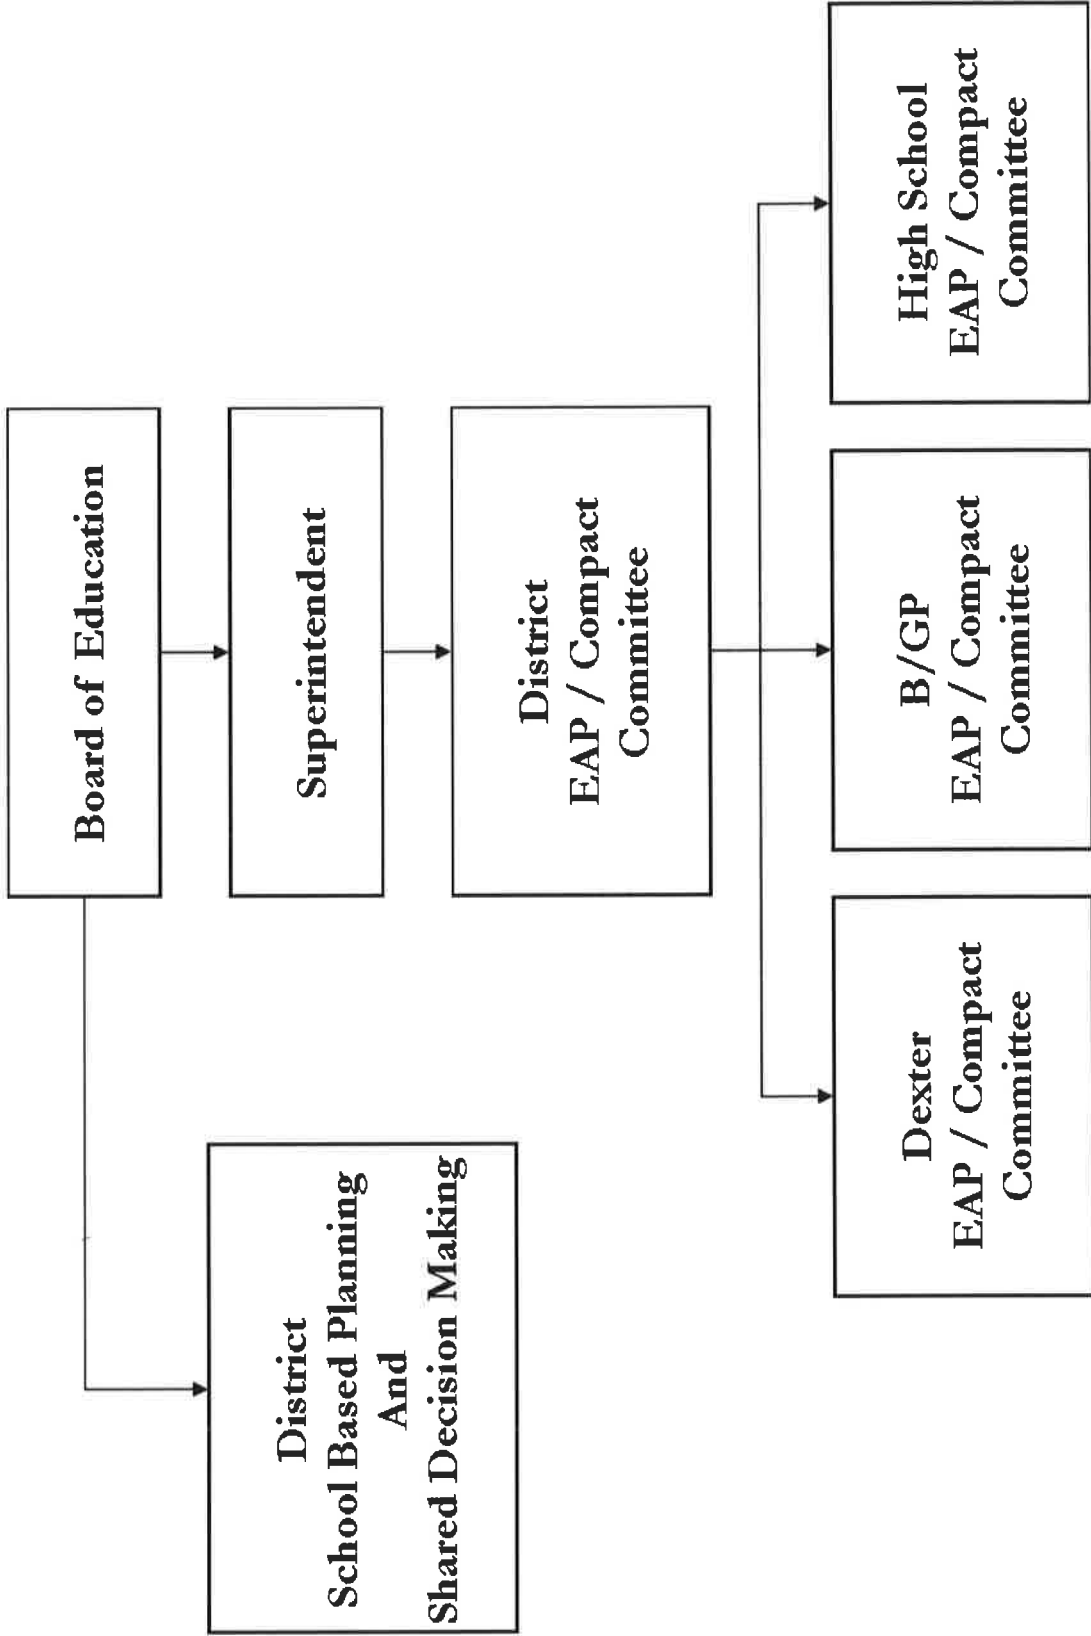 Board of Education
District
School Based Planning
And
Shared Decision Making
Superintendent
District
EAP / Compact
Committee
Dexter
EAP / Compact
Committee
B/GP
EAP / Compact
Committee
High School
EAP / Compact
Committee